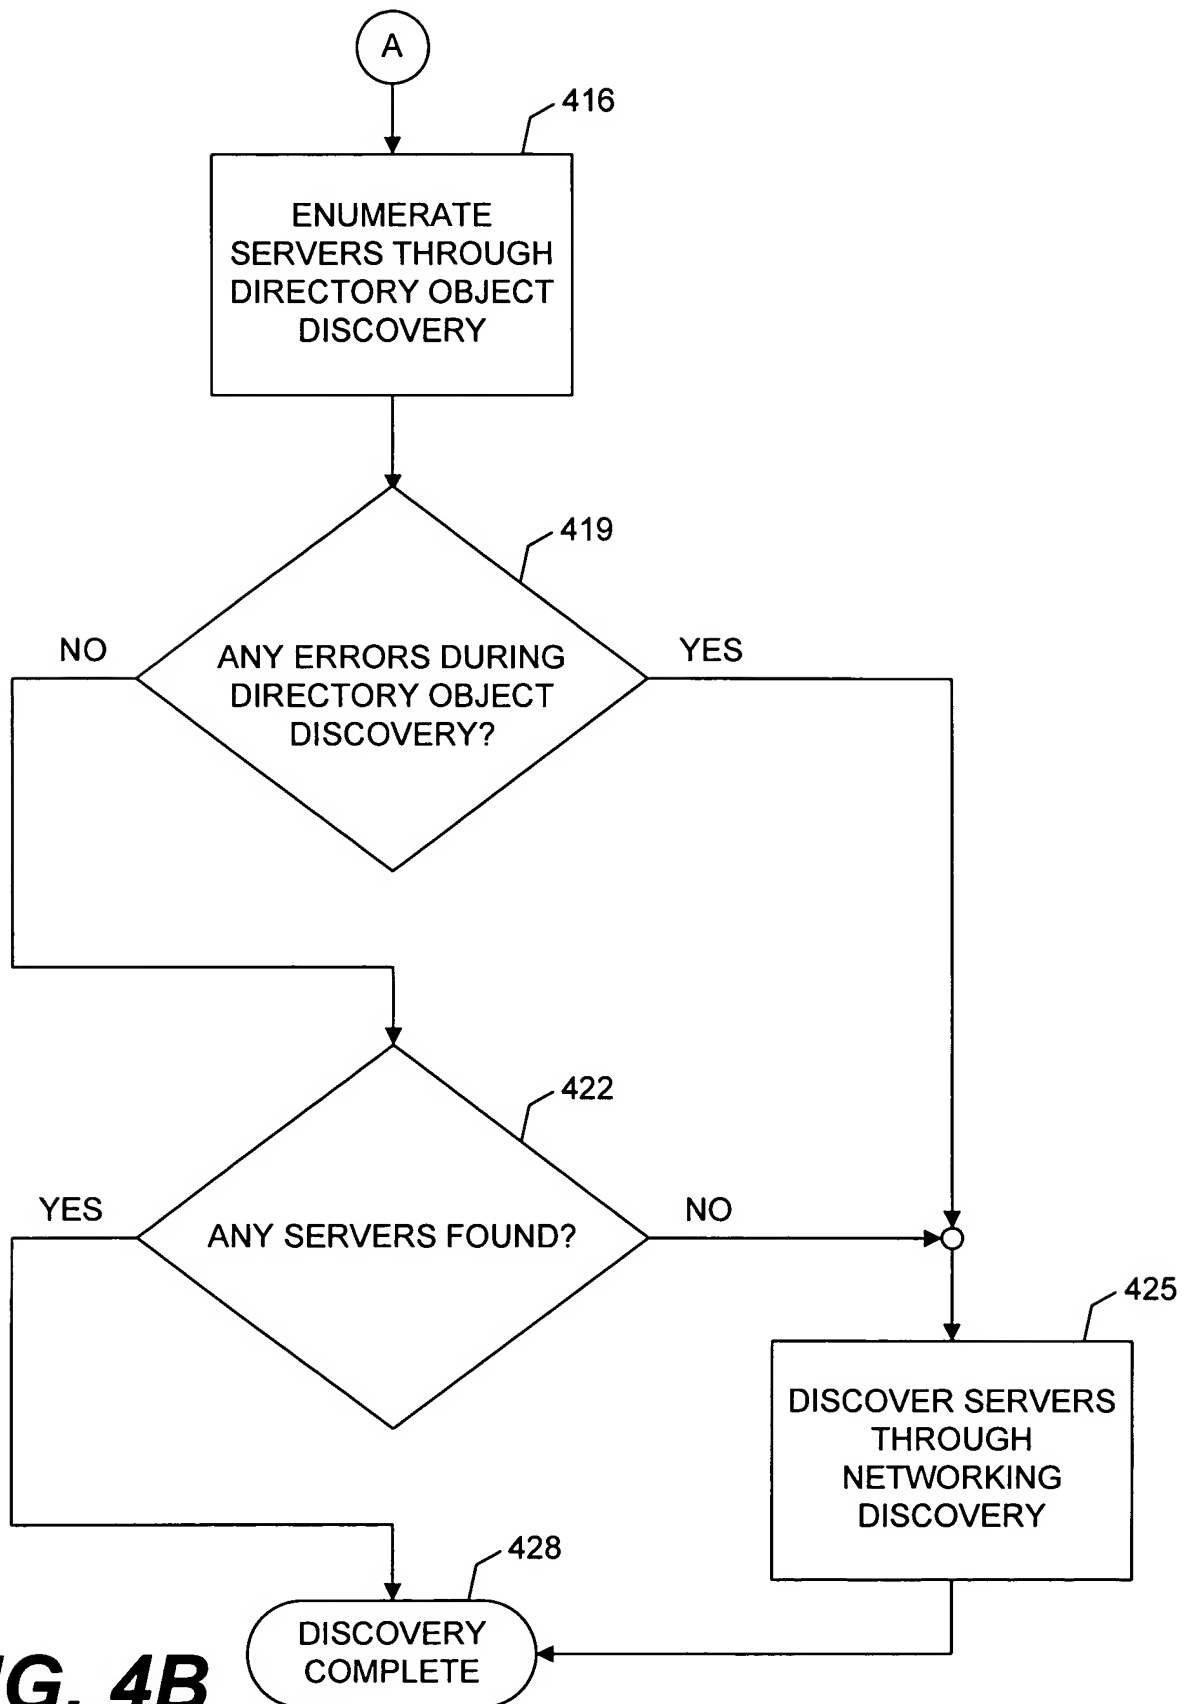 A
416
ENUMERATE
SERVERS THROUGH
DIRECTORY OBJECT
DISCOVERY
419
NO
YES
ANY ERRORS DURING
DIRECTORY OBJECT
DISCOVERY?
422
YES
NO
ANY SERVERS FOUND?
425
DISCOVER SERVERS
THROUGH
NETWORKING
DISCOVERY
428
DISCOVERY
COMPLETE
G. 4B